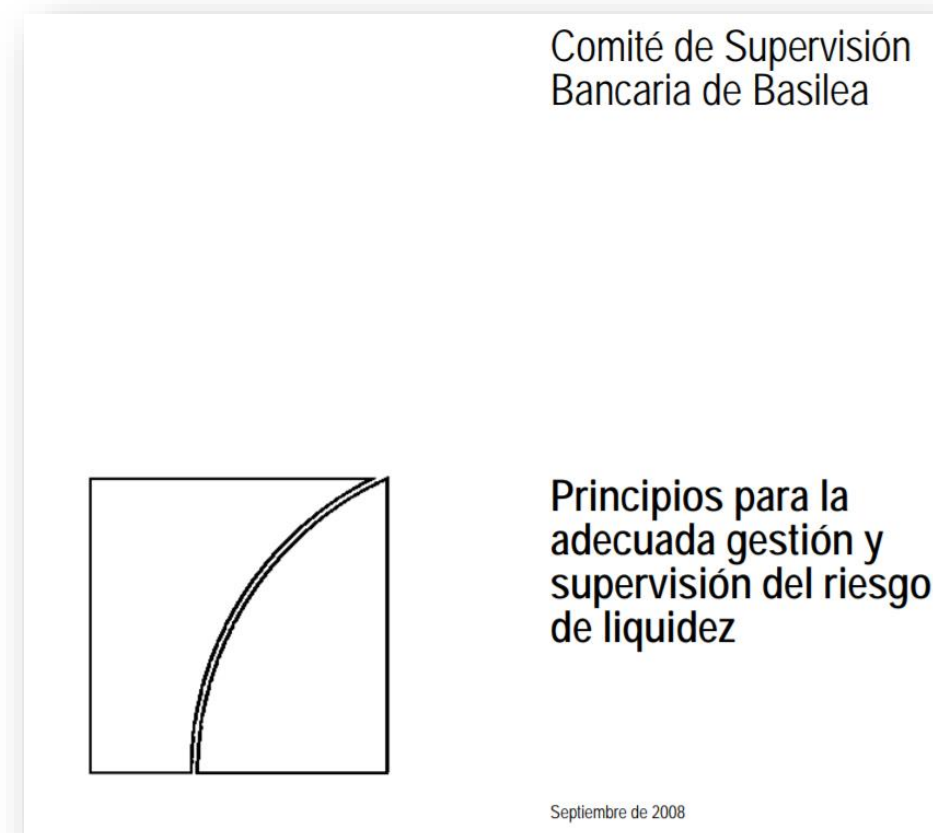 Comité de Supervisión
Bancaria de Basilea
Principios para la
adecuada gestión y
supervisión del riesgo
de liquidez
Septiembre de 2008